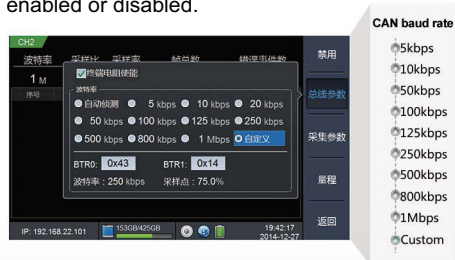 enabled or disabled.
CH2
波特率 采样比 采样率 帧总数 错误事件数
1 M
序号
终端电阻使能
波特率
自动侦测 5 kbps 10 kbps 20 kbps
50 kbps 100 kbps 125 kbps 250 kbps
500 kbps 800 kbps 1 Mbps 自定义
BTR0: 0x43 BTR1: 0x14
波特率：250 kbps 采样点：75.0%
禁用
总线参数
采集参数
量程
返回
IP: 192.168.22.101 153GB/425GB 19:42:17
2014-12-27
CAN baud rate
5kbps
10kbps
50kbps
100kbps
125kbps
250kbps
500kbps
800kbps
1Mbps
Custom